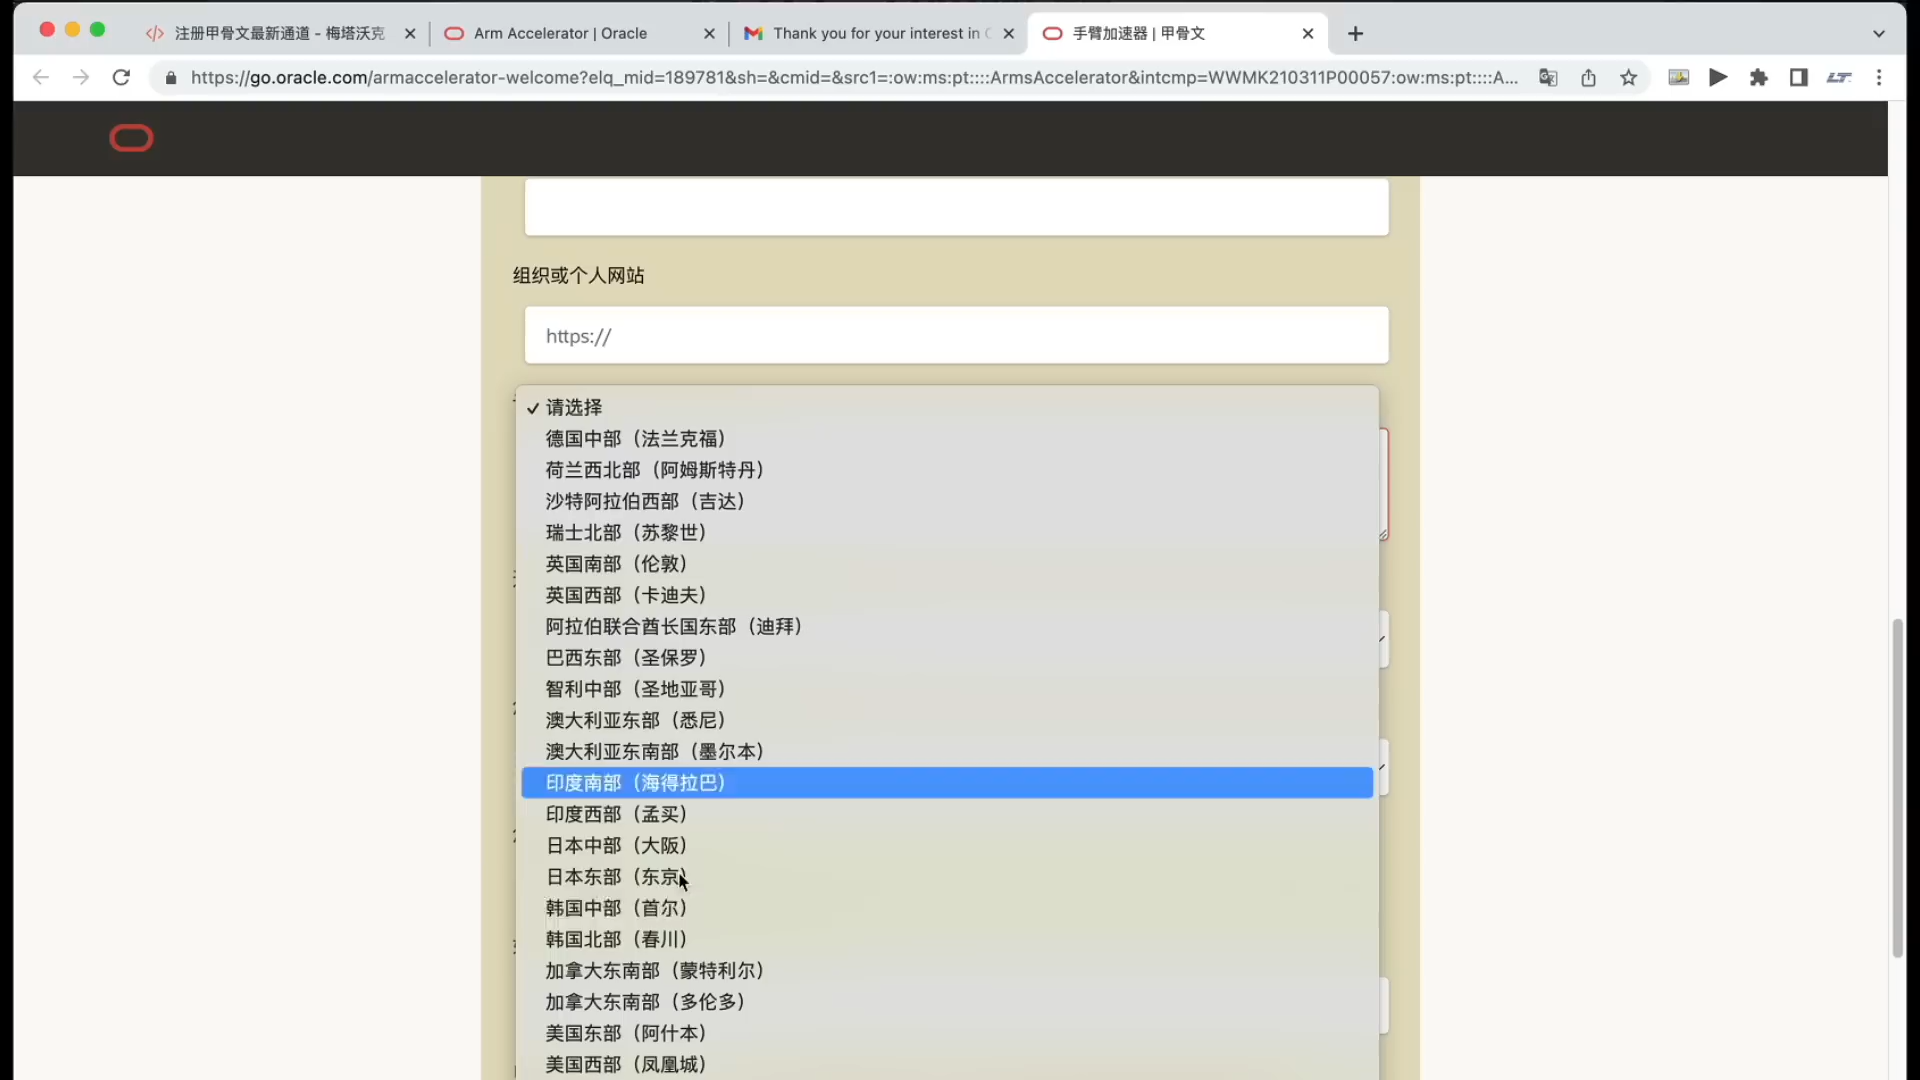 注册甲骨文最新通道 - 梅塔沃克
Arm Accelerator | Oracle
Thank you for your interest in
手臂加速器 | 甲骨文
https://go.oracle.com/armaccelerator-welcome?elq_mid=189781&sh=&cmid=&src1=:ow:ms:pt::::ArmsAccelerator&intcmp=WWMK210311P00057:ow:ms:pt::::A...
组织或个人网站
https://
✓ 请选择
德国中部（法兰克福）
荷兰西北部（阿姆斯特丹）
沙特阿拉伯西部（吉达）
瑞士北部（苏黎世）
英国南部（伦敦）
英国西部（卡迪夫）
阿拉伯联合酋长国东部（迪拜）
巴西东部（圣保罗）
智利中部（圣地亚哥）
澳大利亚东部（悉尼）
澳大利亚东南部（墨尔本）
印度南部（海得拉巴）
印度西部（孟买）
日本中部（大阪）
日本东部（东京）
韩国中部（首尔）
韩国北部（春川）
加拿大东南部（蒙特利尔）
加拿大东南部（多伦多）
美国东部（阿什本）
美国西部（凤凰城）